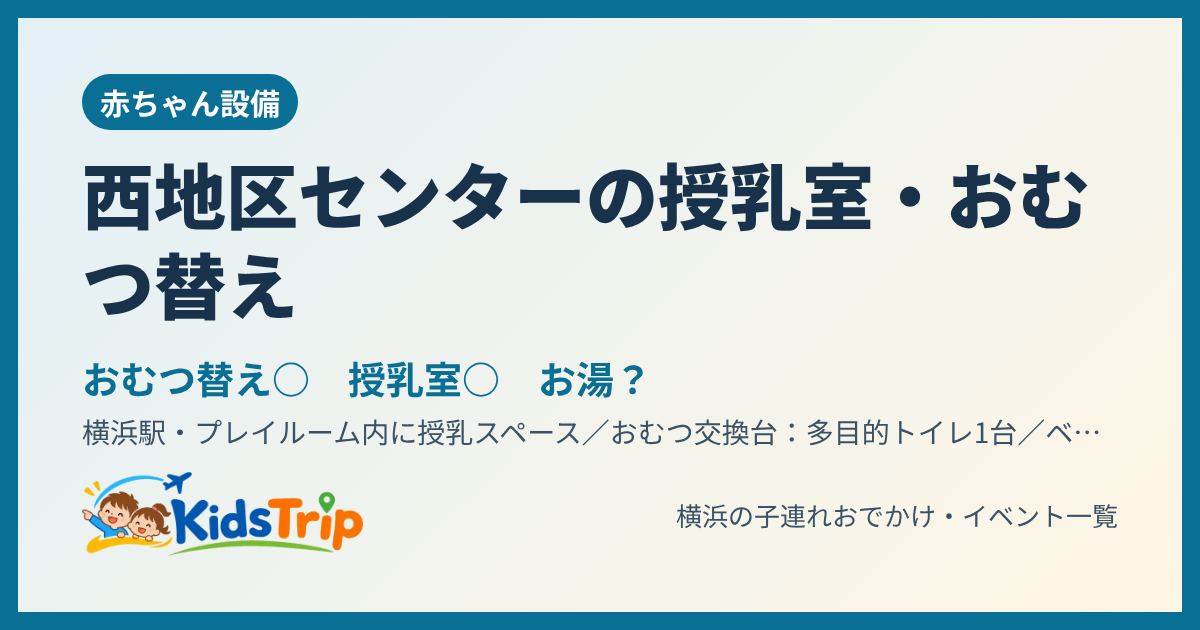 赤ちゃん設備
西地区センターの授乳室・おむ
つ替え
おむつ替え○　授乳室○　お湯？
横浜駅・プレイルーム内に授乳スペース／おむつ交換台：多目的トイレ1台／ベ…
KidsTrip
横浜の子連れおでかけ・イベント一覧